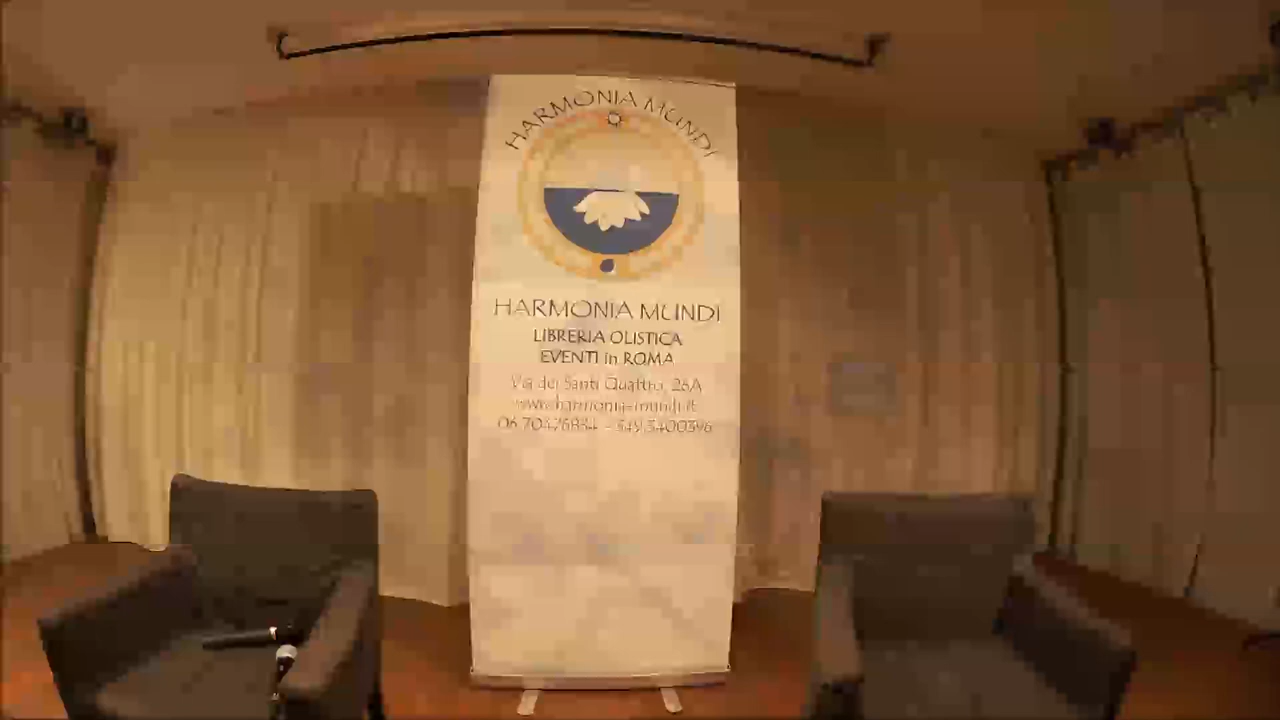 HARMONIA MUNDI
HARMONIA MUNDI
LIBRERIA OLISTICA
EVENTI in ROMA
Via dei Santi Quattro, 26A
www.harmonia-mundi.it